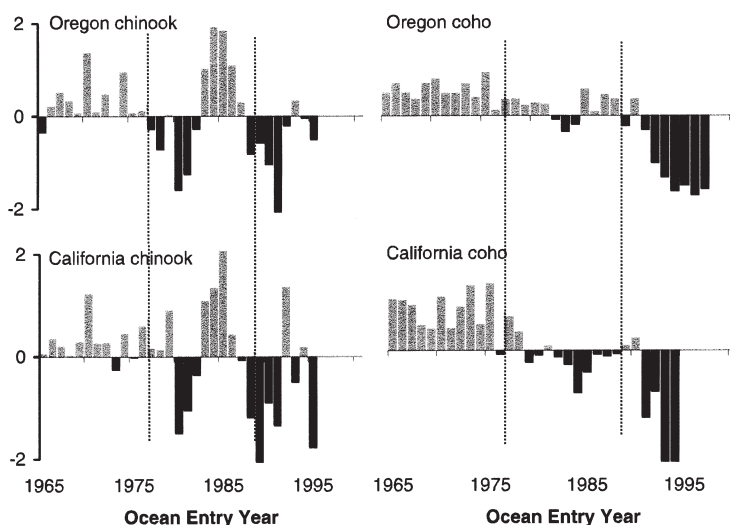 2
Oregon chinook
Oregon coho
0
-2
2
California chinook
California coho
0
-2
1965
1975
1985
1995
1965
1975
1985
1995
Ocean Entry Year
Ocean Entry Year